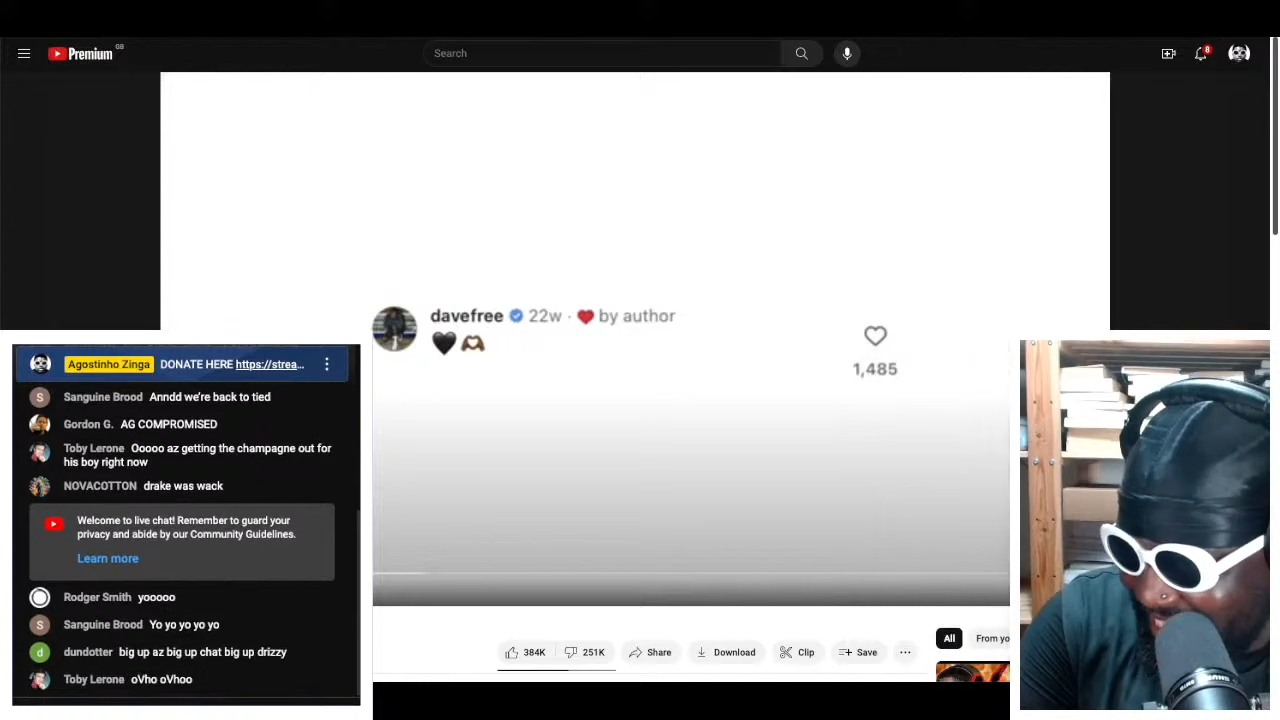 Premium GB
Search
8
davefree 22w · ❤️ by author
🖤 🫶🏾
1,485
Agostinho Zinga DONATE HERE https://strea...
Sanguine Brood Anndd we're back to tied
Gordon G. AG COMPROMISED
Toby Lerone Ooooo az getting the champagne out for
his boy right now
NOVACOTTON drake was wack
Welcome to live chat! Remember to guard your
privacy and abide by our Community Guidelines.
Learn more
Rodger Smith yooooo
S
Sanguine Brood Yo yo yo yo yo
d
dundotter big up az big up chat big up drizzy
Toby Lerone oVho oVhoo
384K 251K Share Download Clip Save ...
All From yo